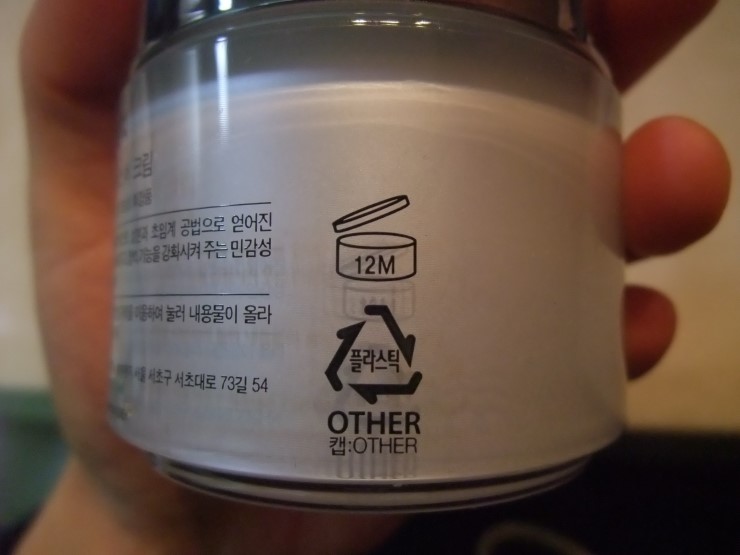 크림
초임계 공법으로 얻어진
강화시켜 주는 민감성
눌러 내용물이 올라
서초구 서초대로 73길 54
12M
플라스틱
OTHER
캡:OTHER